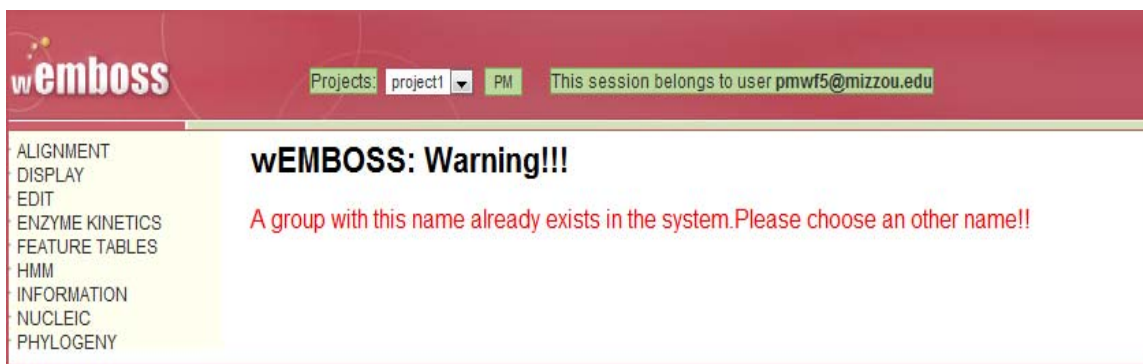 wemboss
Projects: project1 PM This session belongs to user pmwf5@mizzou.edu
ALIGNMENT
DISPLAY
EDIT
ENZYME KINETICS
FEATURE TABLES
HMM
INFORMATION
NUCLEIC
PHYLOGENY
wEMBOSS: Warning!!!
A group with this name already exists in the system.Please choose an other name!!